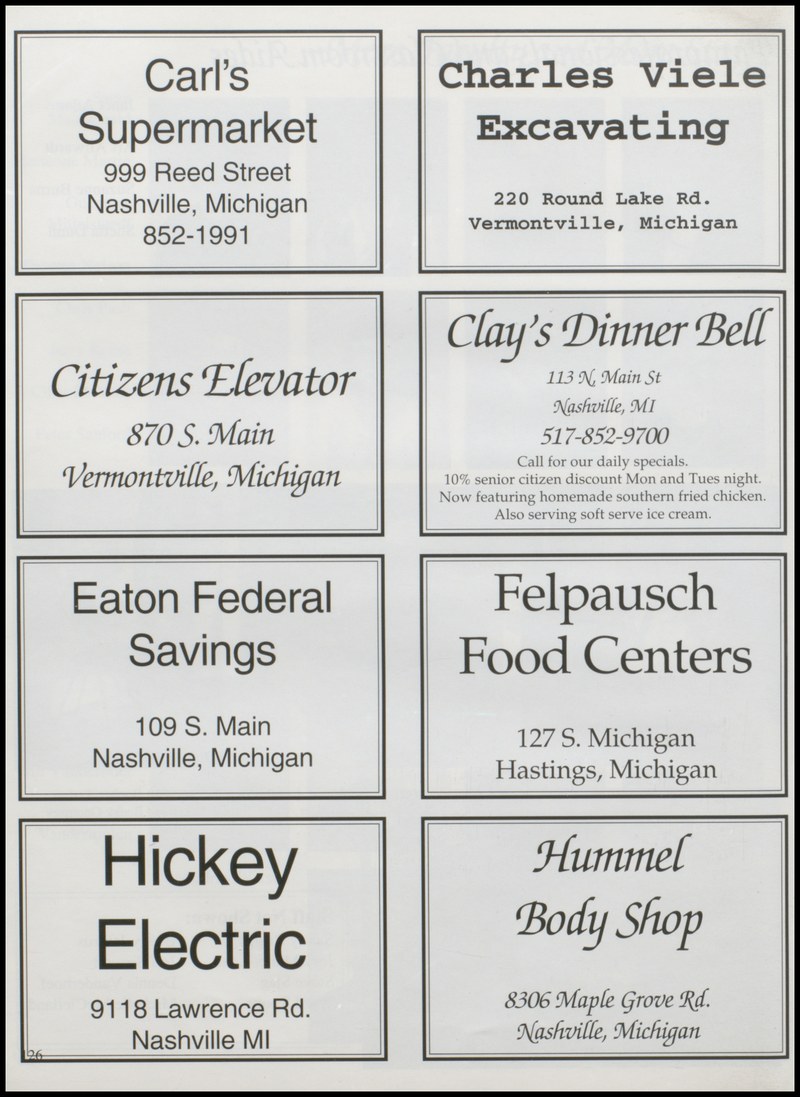 Carl's
Supermarket
999 Reed Street
Nashville, Michigan
852-1991
Charles Viele
Excavating
220 Round Lake Rd.
Vermontville, Michigan
Citizens Elevator
870 S. Main
Vermontville, Michigan
Clay's Dinner Bell
113 N. Main St
Nashville, MI
517-852-9700
Call for our daily specials.
10% senior citizen discount Mon and Tues night.
Now featuring homemade southern fried chicken.
Also serving soft serve ice cream.
Eaton Federal
Savings
109 S. Main
Nashville, Michigan
Felpausch
Food Centers
127 S. Michigan
Hastings, Michigan
Hickey
Electric
9118 Lawrence Rd.
Nashville MI
Hummel
Body Shop
8306 Maple Grove Rd.
Nashville, Michigan